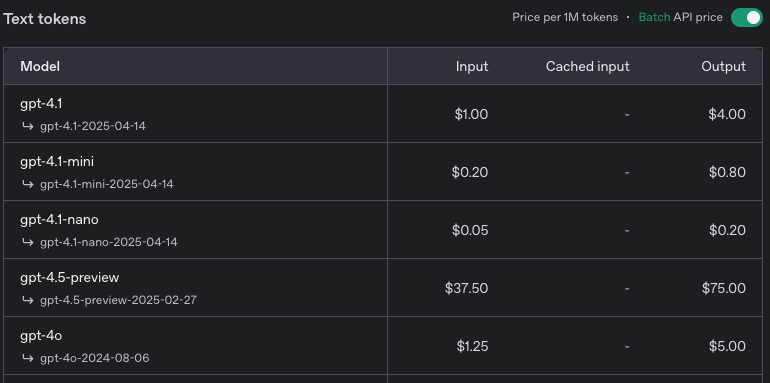 Text tokens
Price per 1M tokens · Batch API price
Model Input Cached input Output
gpt-4.1
↳ gpt-4.1-2025-04-14
$1.00 - $4.00
gpt-4.1-mini
↳ gpt-4.1-mini-2025-04-14
$0.20 - $0.80
gpt-4.1-nano
↳ gpt-4.1-nano-2025-04-14
$0.05 - $0.20
gpt-4.5-preview
↳ gpt-4.5-preview-2025-02-27
$37.50 - $75.00
gpt-4o
↳ gpt-4o-2024-08-06
$1.25 - $5.00